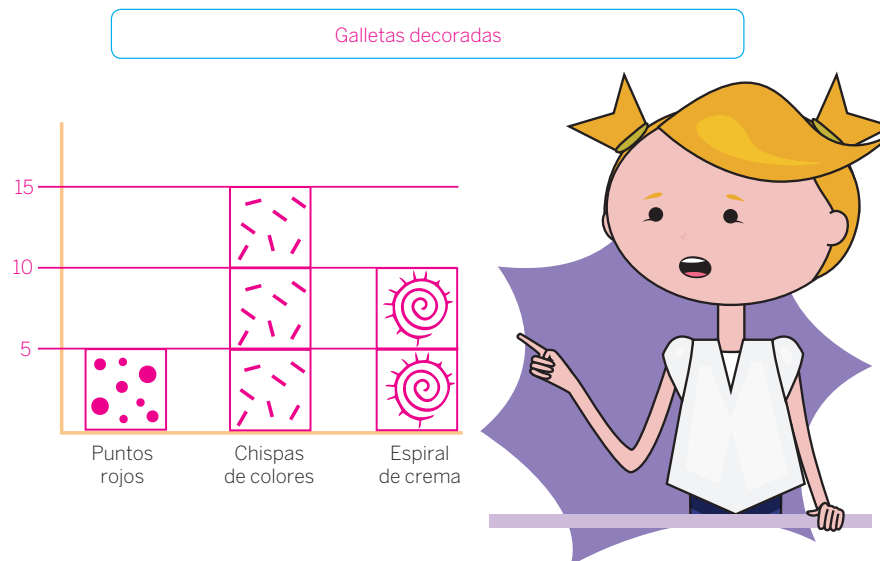 Galletas decoradas
15
10
5
Puntos
rojos
Chispas
de colores
Espiral
de crema